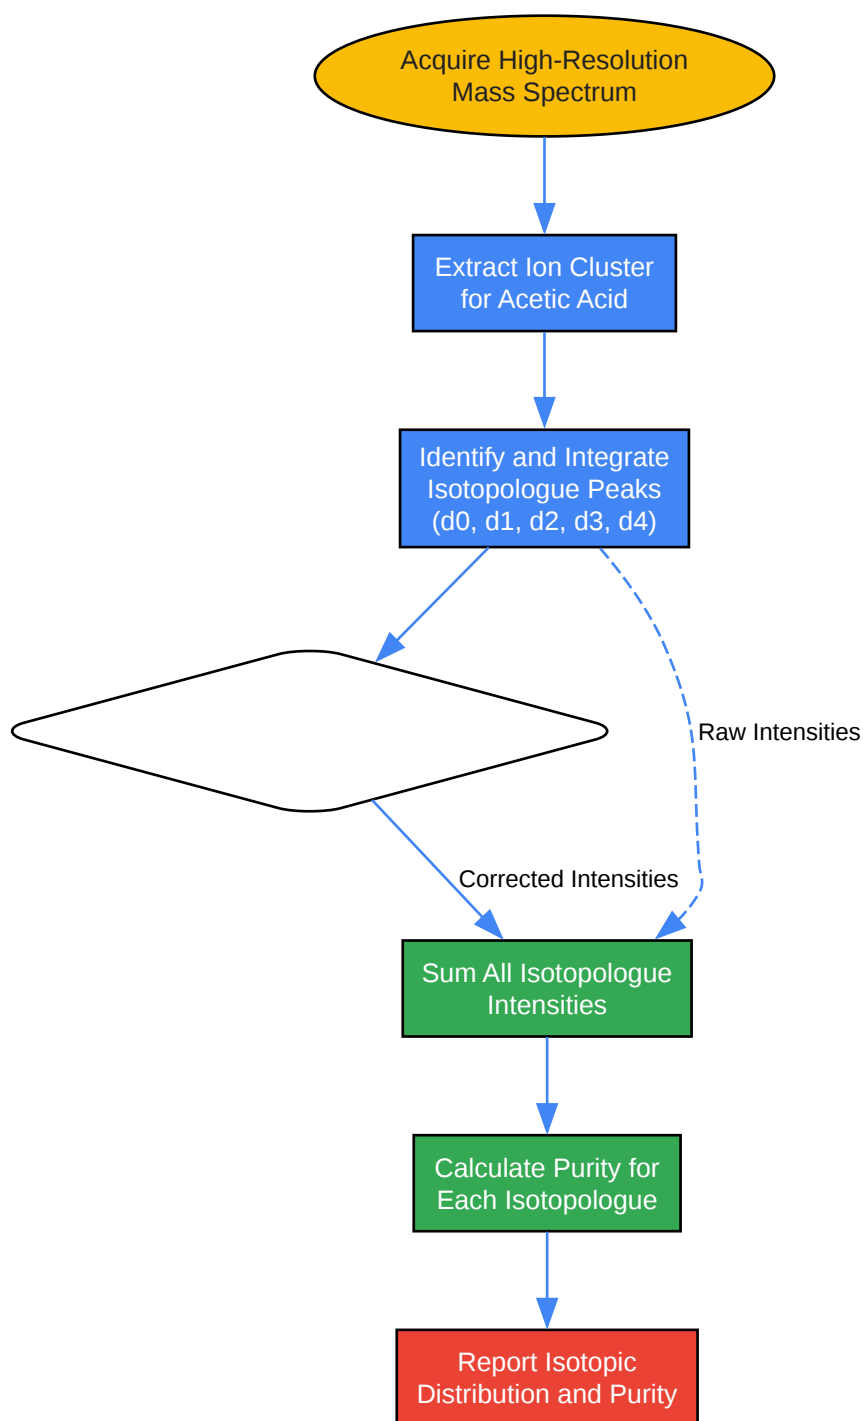 Acquire High-Resolution
Mass Spectrum
Extract Ion Cluster
for Acetic Acid
Identify and Integrate
Isotopologue Peaks
(d0, d1, d2, d3, d4)
Raw Intensities
Corrected Intensities
Sum All Isotopologue
Intensities
Calculate Purity for
Each Isotopologue
Report Isotopic
Distribution and Purity